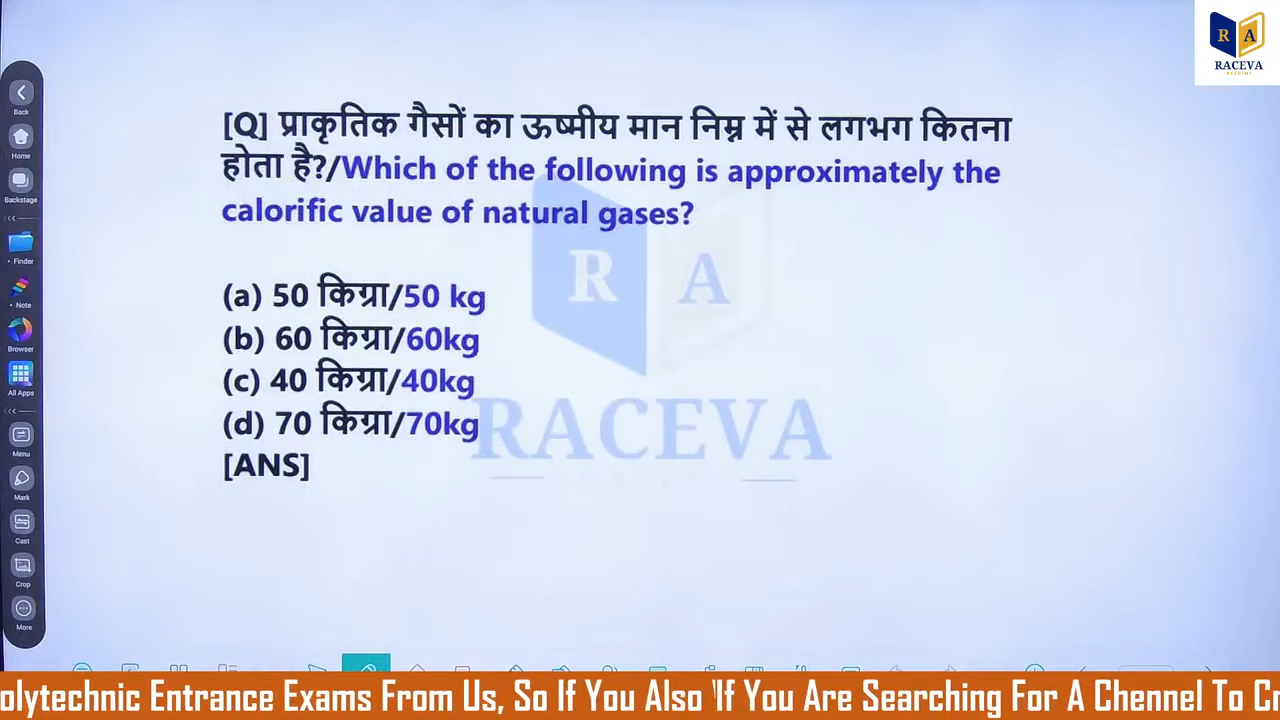 R A
RACEVA
ACADEMY
Back
Home
Backstage
Finder
Note
Browser
All Apps
Menu
Mark
Cast
Crop
More
[Q] प्राकृतिक गैसों का ऊष्मीय मान निम्न में से लगभग कितना
होता है?/Which of the following is approximately the
calorific value of natural gases?
(a) 50 किग्रा/50 kg
(b) 60 किग्रा/60kg
(c) 40 किग्रा/40kg
(d) 70 किग्रा/70kg
[ANS]
R A
RACEVA
olytechnic Entrance Exams From Us, So If You Also If You Are Searching For A Chennel To Cr